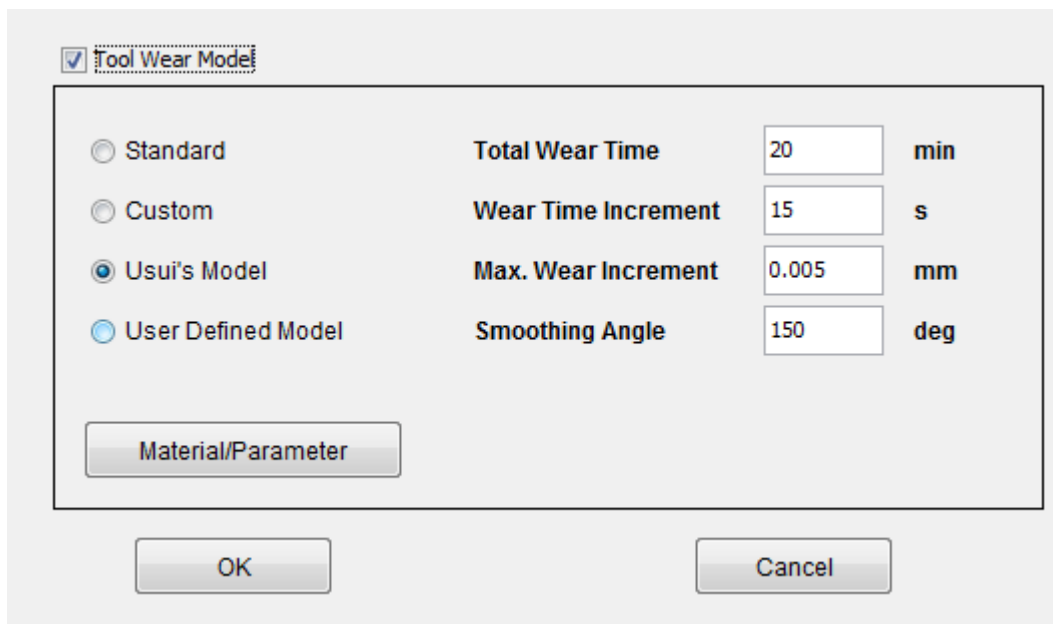 Tool Wear Model
Standard Total Wear Time 20 min
Custom Wear Time Increment 15 s
Usui's Model Max. Wear Increment 0.005 mm
User Defined Model Smoothing Angle 150 deg
Material/Parameter
OK Cancel